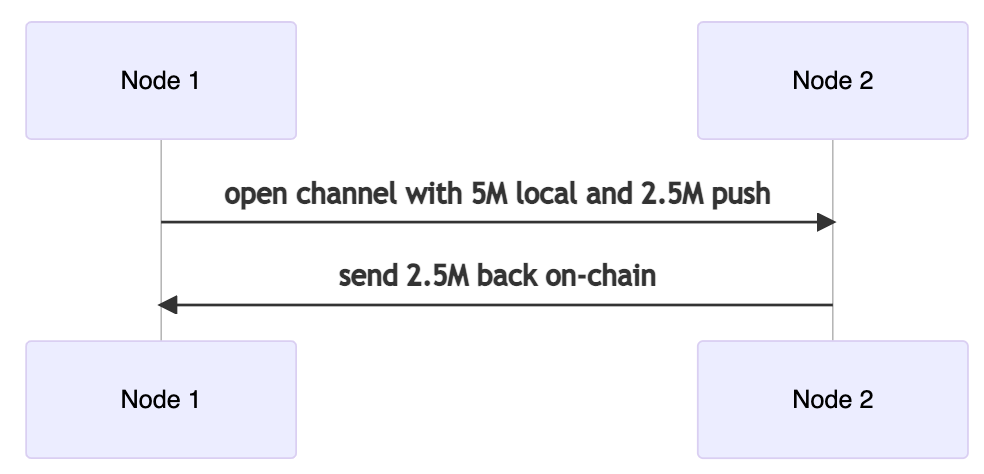 Node 1
Node 2
open channel with 5M local and 2.5M push
send 2.5M back on-chain
Node 1
Node 2